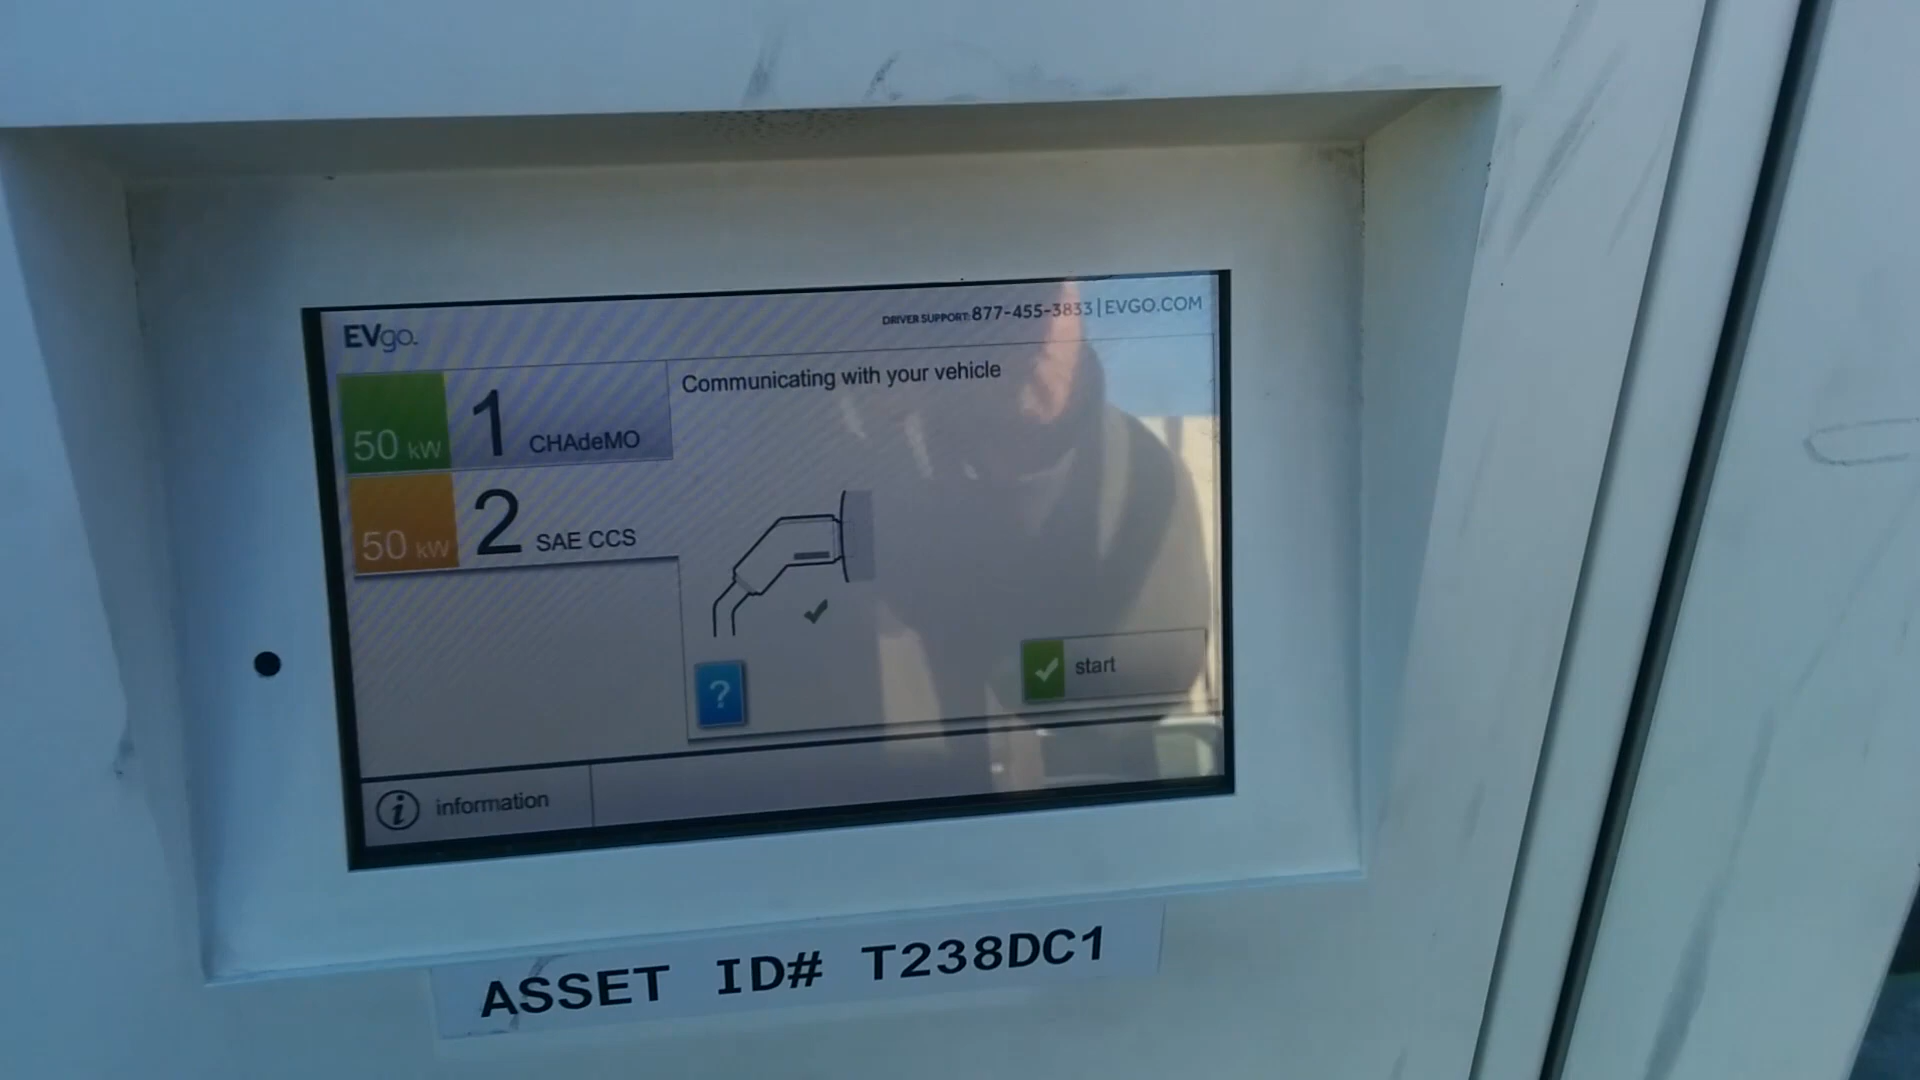 EVgo.
DRIVER SUPPORT: 877-455-3833 | EVGO.COM
50 kW 1 CHAdeMO
Communicating with your vehicle
50 kW 2 SAE CCS
?
start
i information
ASSET ID# T238DC1